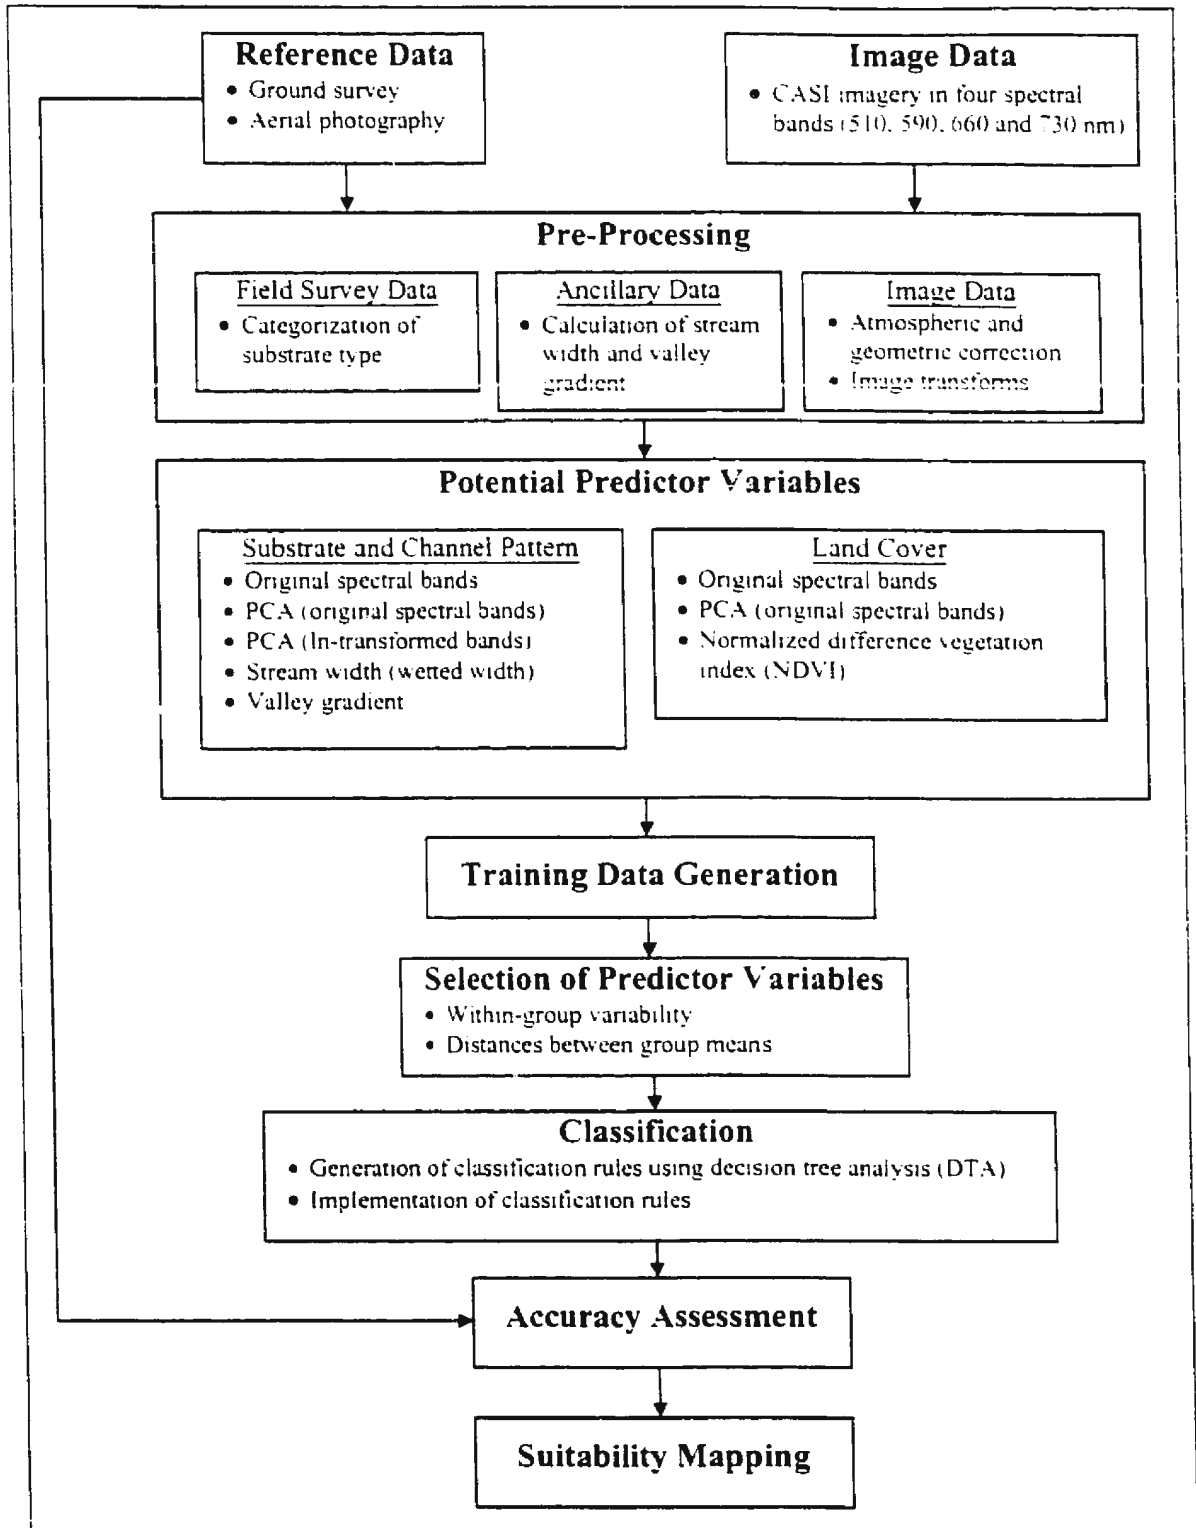 Reference Data
• Ground survey
• Aerial photography
Image Data
• CASI imagery in four spectral
bands (510, 590, 660 and 730 nm)
Pre-Processing
Field Survey Data
• Categorization of
substrate type
Ancillary Data
• Calculation of stream
width and valley
gradient
Image Data
• Atmospheric and
geometric correction
• Image transforms
Potential Predictor Variables
Substrate and Channel Pattern
• Original spectral bands
• PCA (original spectral bands)
• PCA (ln-transformed bands)
• Stream width (wetted width)
• Valley gradient
Land Cover
• Original spectral bands
• PCA (original spectral bands)
• Normalized difference vegetation
index (NDVI)
Training Data Generation
Selection of Predictor Variables
• Within-group variability
• Distances between group means
Classification
• Generation of classification rules using decision tree analysis (DTA)
• Implementation of classification rules
Accuracy Assessment
Suitability Mapping